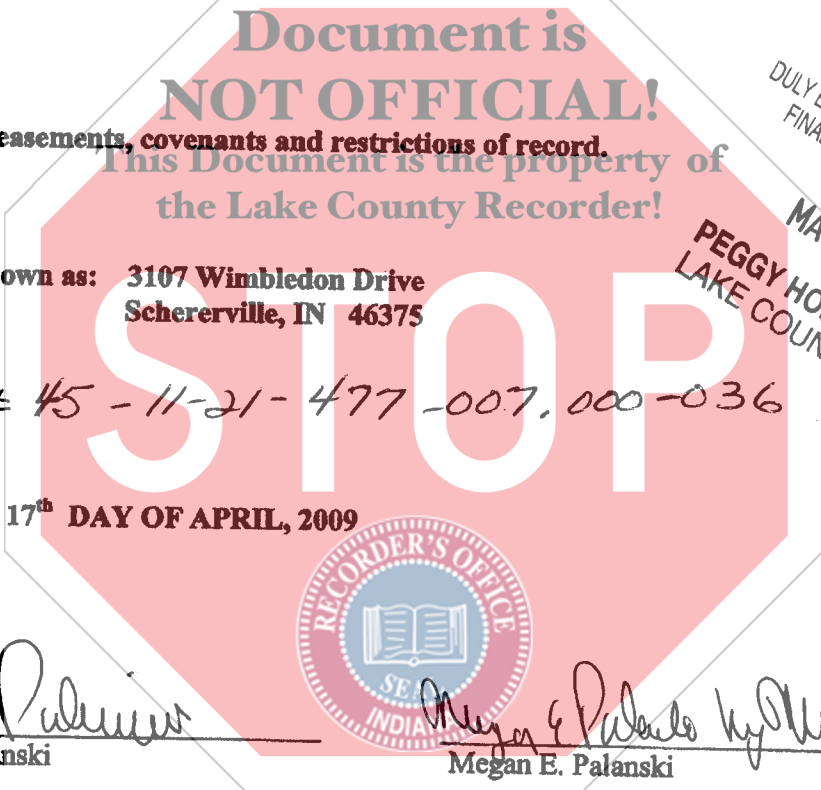 Document is
NOT OFFICIAL!
easements, covenants and restrictions of record.
This Document is the property of
the Lake County Recorder!
DULY E
FINA
MA
PEGGY HO
LAKE COUN
own as: 3107 Wimbledon Drive
Schererville, IN 46375
45-11-21-477-007.000-036
STOP
17th DAY OF APRIL, 2009
RECORDER'S OFFICE
SEAL
INDIANA
nski
Megan E. Palanski